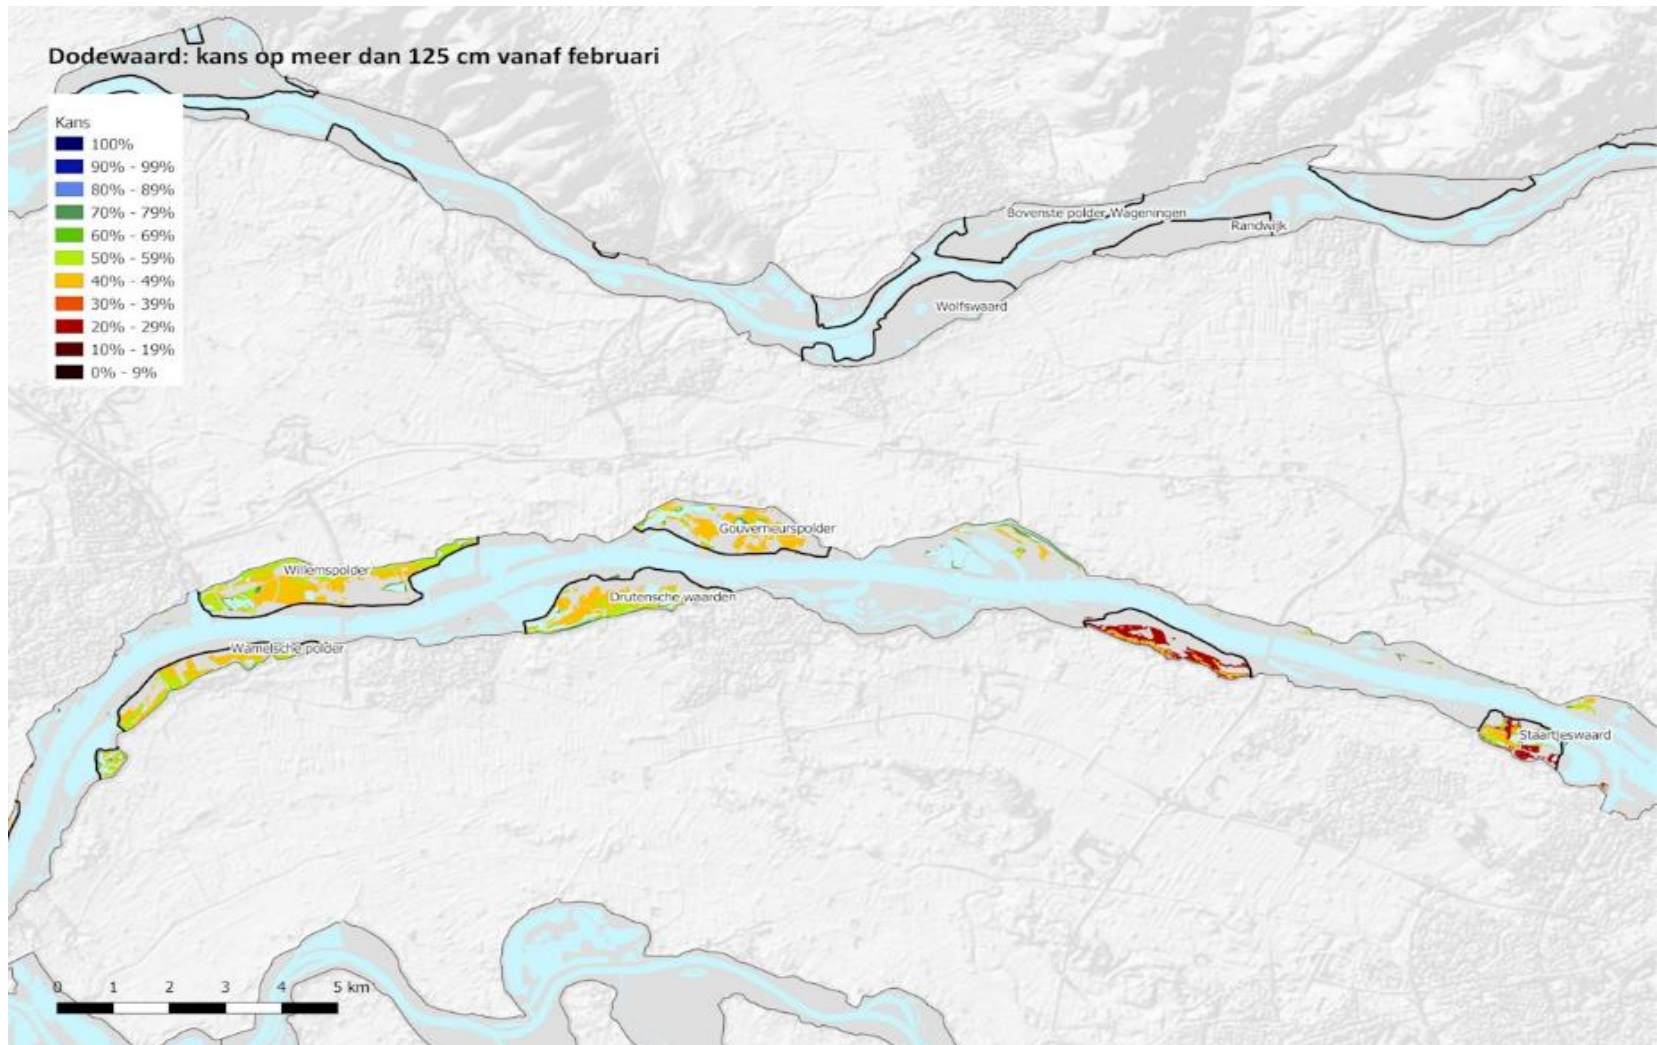 Dodewaard: kans op meer dan 125 cm vanaf februari
Kans
100%
90% - 99%
80% - 89%
70% - 79%
60% - 69%
50% - 59%
40% - 49%
30% - 39%
20% - 29%
10% - 19%
0% - 9%
Bovenste polder Wageningen
Randwijk
Wolfswaard
Gouverneurspolder
Willemspolder
Drutensche waarden
Wamelsche polder
Staartjeswaard
0 1 2 3 4 5 km